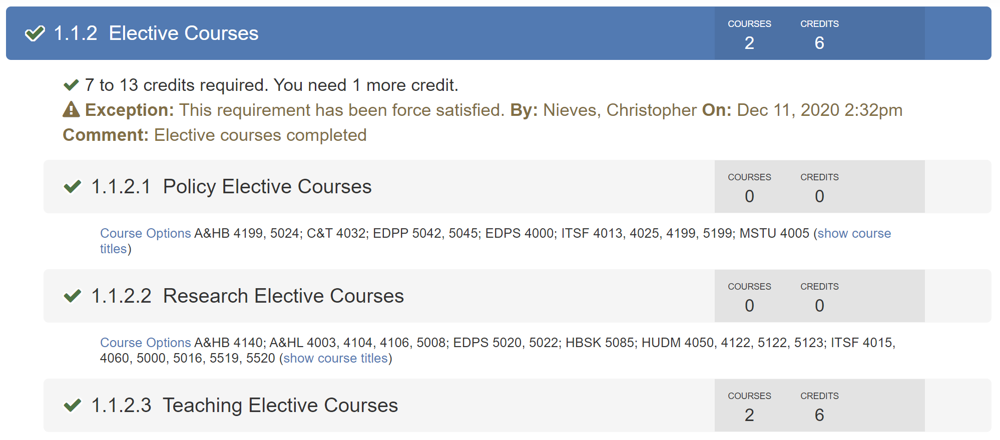 1.1.2 Elective Courses
COURSES CREDITS
2 6
7 to 13 credits required. You need 1 more credit.
Exception: This requirement has been force satisfied. By: Nieves, Christopher On: Dec 11, 2020 2:32pm
Comment: Elective courses completed
1.1.2.1 Policy Elective Courses
COURSES CREDITS
0 0
Course Options A&HB 4199, 5024; C&T 4032; EDPP 5042, 5045; EDPS 4000; ITSF 4013, 4025, 4199, 5199; MSTU 4005 (show course
titles)
1.1.2.2 Research Elective Courses
COURSES CREDITS
0 0
Course Options A&HB 4140; A&HL 4003, 4104, 4106, 5008; EDPS 5020, 5022; HBSK 5085; HUDM 4050, 4122, 5122, 5123; ITSF 4015,
4060, 5000, 5016, 5519, 5520 (show course titles)
1.1.2.3 Teaching Elective Courses
COURSES CREDITS
2 6